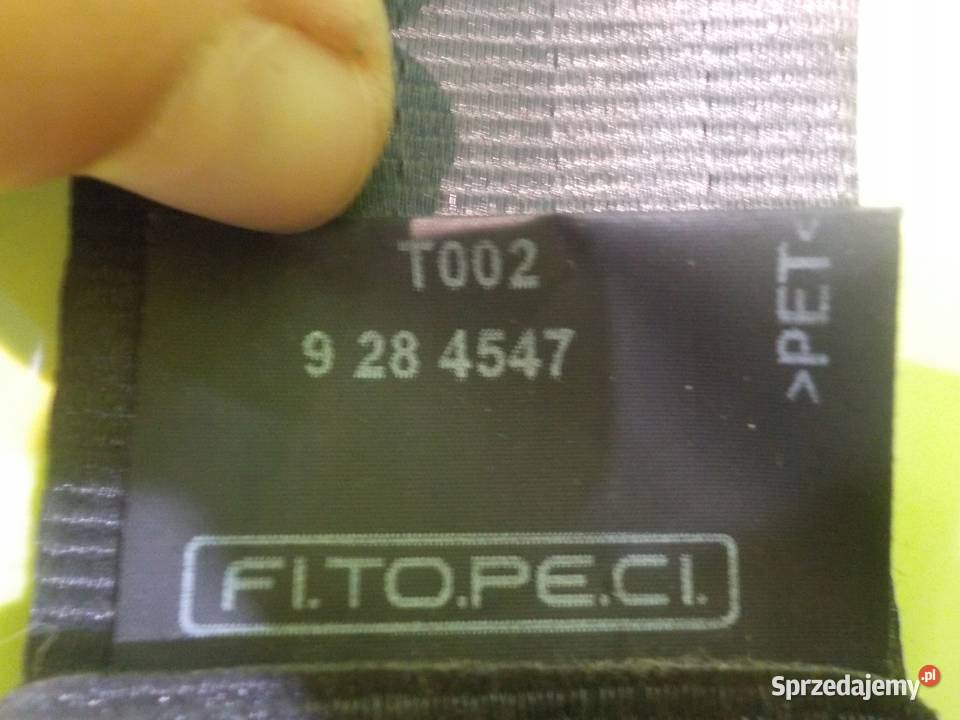 T002
9 28 4547
>PET<
FI.TO.PE.CI.
Sprzedajemy.pl